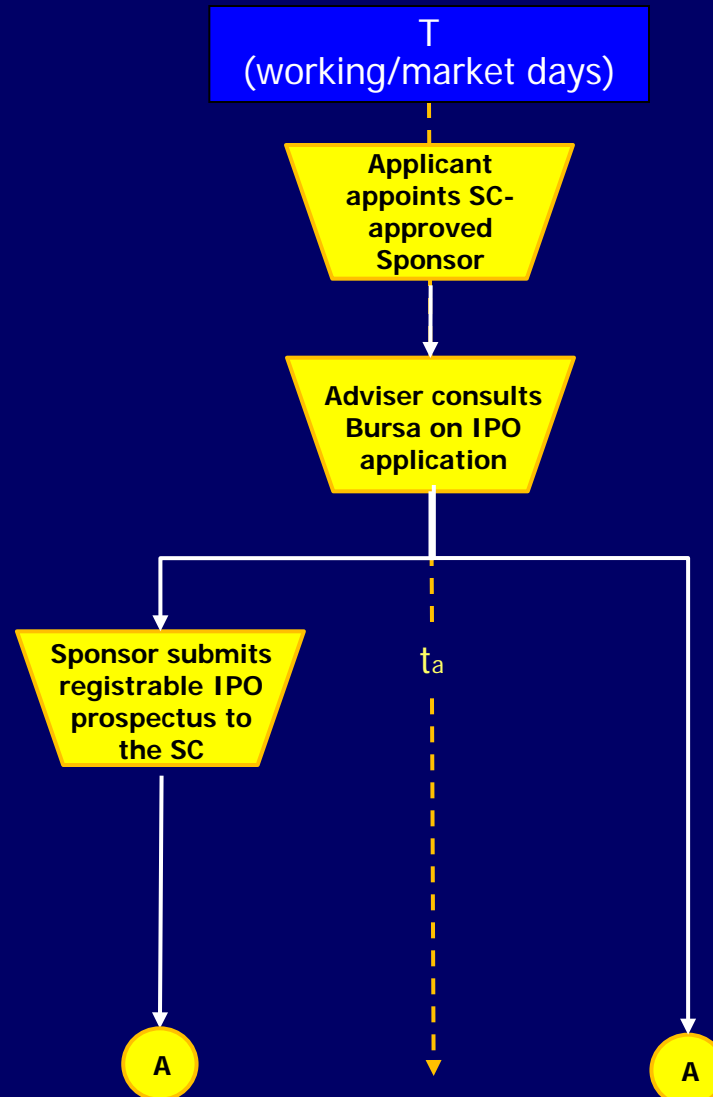 T
(working/market days)
Applicant
appoints SC-
approved
Sponsor
Adviser consults
Bursa on IPO
application
Sponsor submits
registrable IPO
prospectus to
the SC
ta
A
A